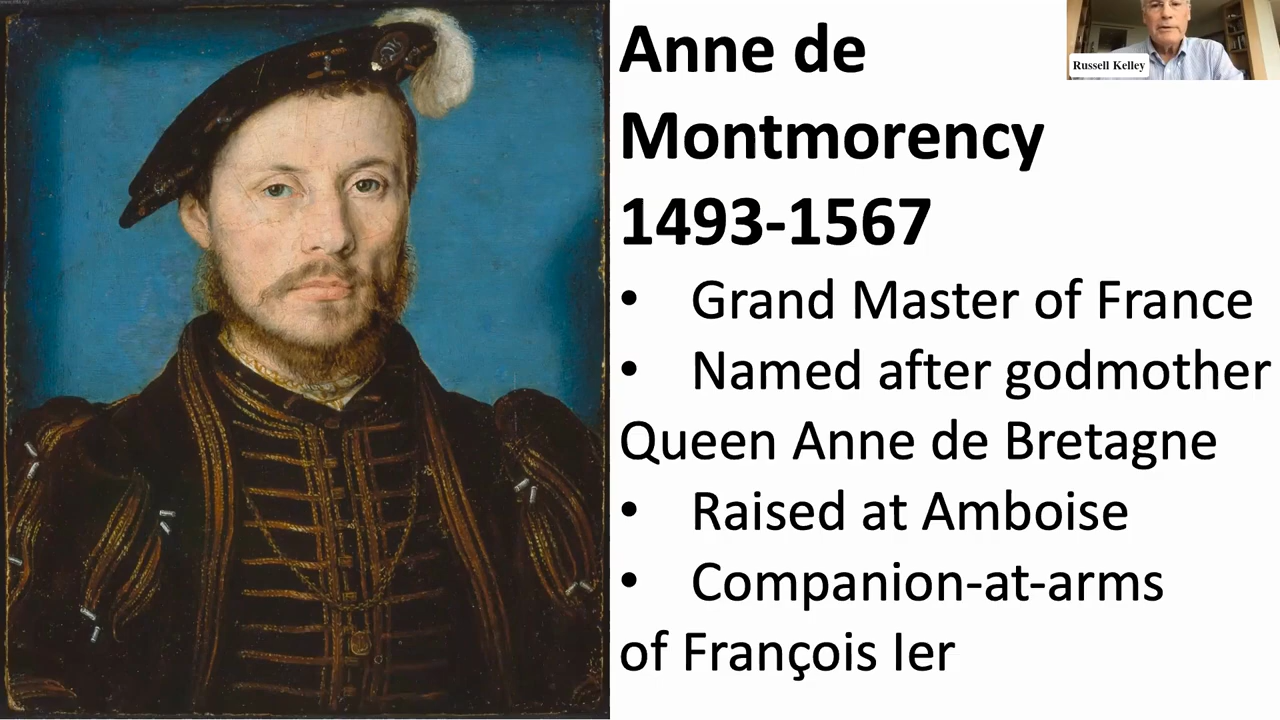 Anne de
Montmorency
1493-1567
• Grand Master of France
• Named after godmother
Queen Anne de Bretagne
• Raised at Amboise
• Companion-at-arms
of François Ier
Russell Kelley